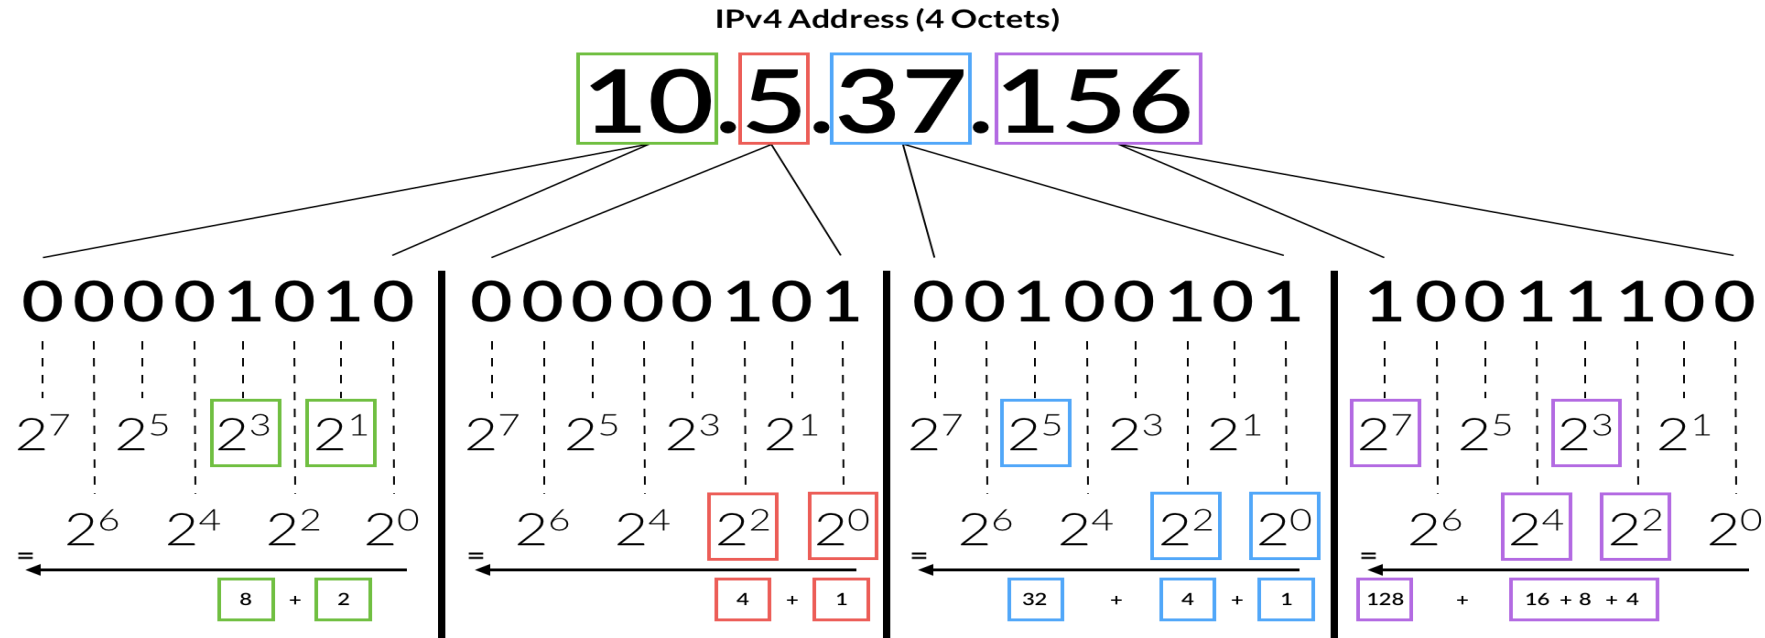 IPv4 Address (4 Octets)
10.5.37.156
00001010 00000101 00100101 10011100
2⁷ 2⁵ 2³ 2¹ 2⁷ 2⁵ 2³ 2¹ 2⁷ 2⁵ 2³ 2¹ 2⁷ 2⁵ 2³ 2¹
2⁶ 2⁴ 2² 2⁰ 2⁶ 2⁴ 2² 2⁰ 2⁶ 2⁴ 2² 2⁰ 2⁶ 2⁴ 2² 2⁰
= = = =
8 + 2 4 + 1 32 + 4 + 1 128 + 16 + 8 + 4